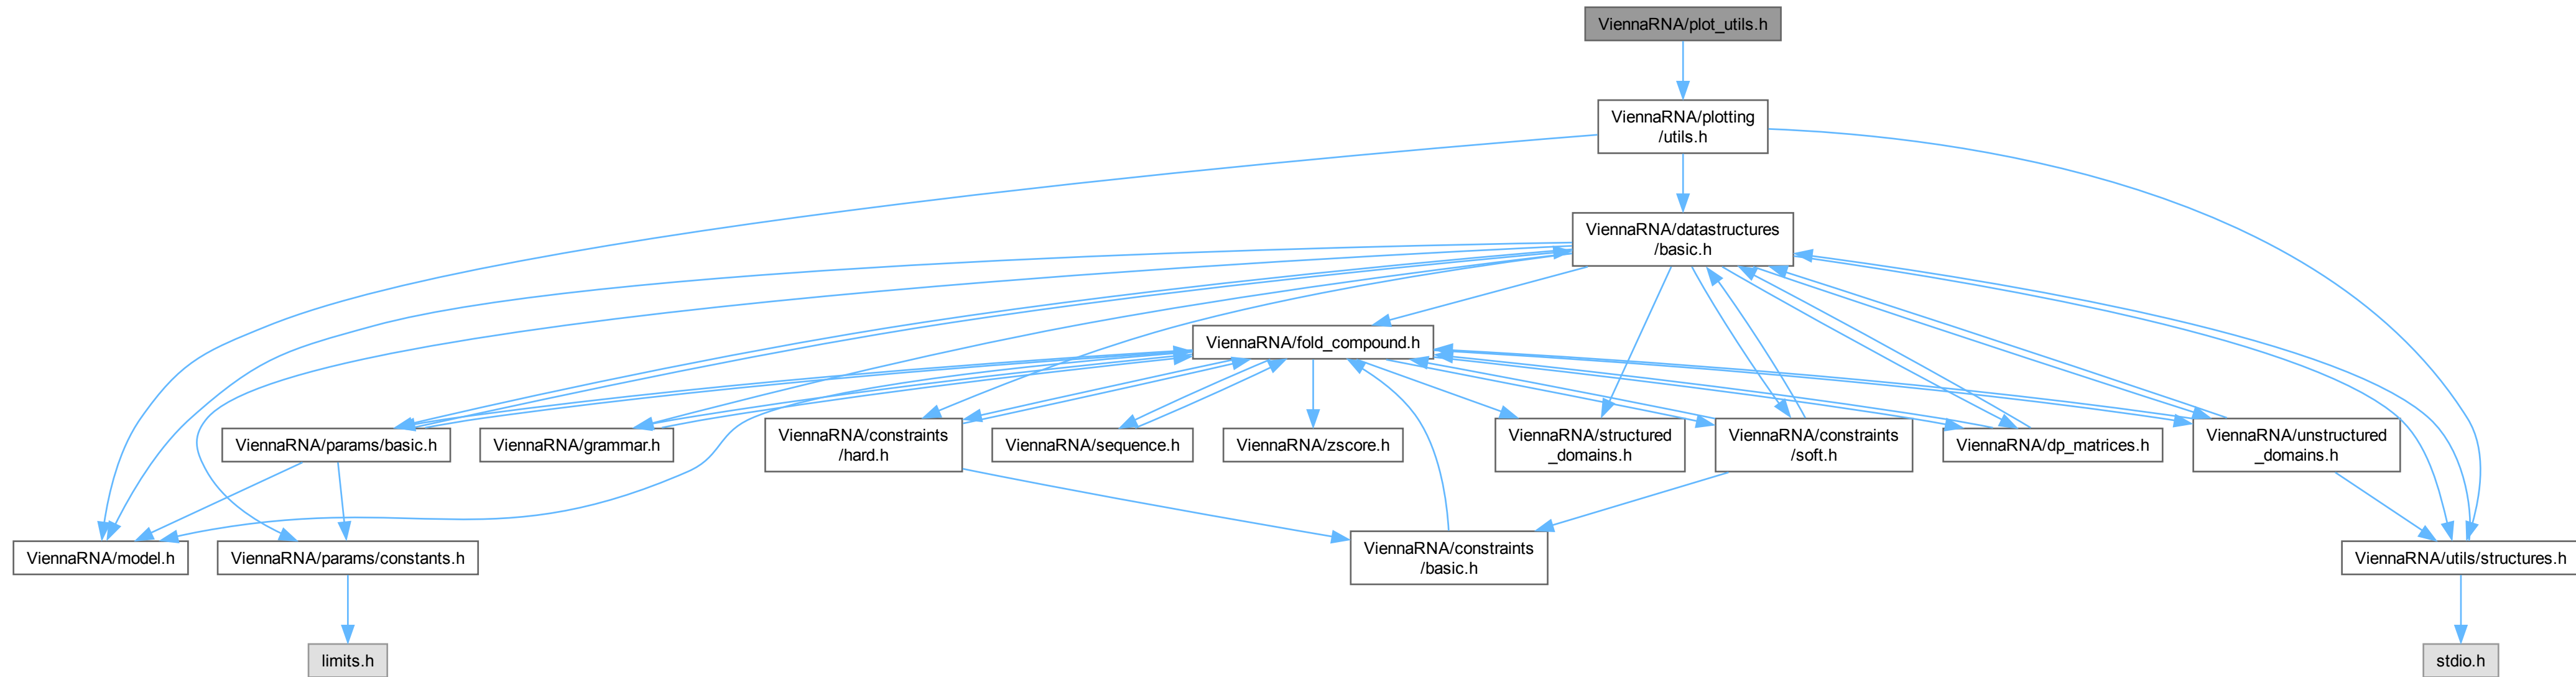 ViennaRNA/plot_utils.h
ViennaRNA/plotting
/utils.h
ViennaRNA/datastructures
/basic.h
ViennaRNA/fold_compound.h
ViennaRNA/params/basic.h
ViennaRNA/grammar.h
ViennaRNA/constraints
/hard.h
ViennaRNA/sequence.h
ViennaRNA/zscore.h
ViennaRNA/structured
_domains.h
ViennaRNA/constraints
/soft.h
ViennaRNA/dp_matrices.h
ViennaRNA/unstructured
_domains.h
ViennaRNA/model.h
ViennaRNA/params/constants.h
ViennaRNA/constraints
/basic.h
ViennaRNA/utils/structures.h
limits.h
stdio.h